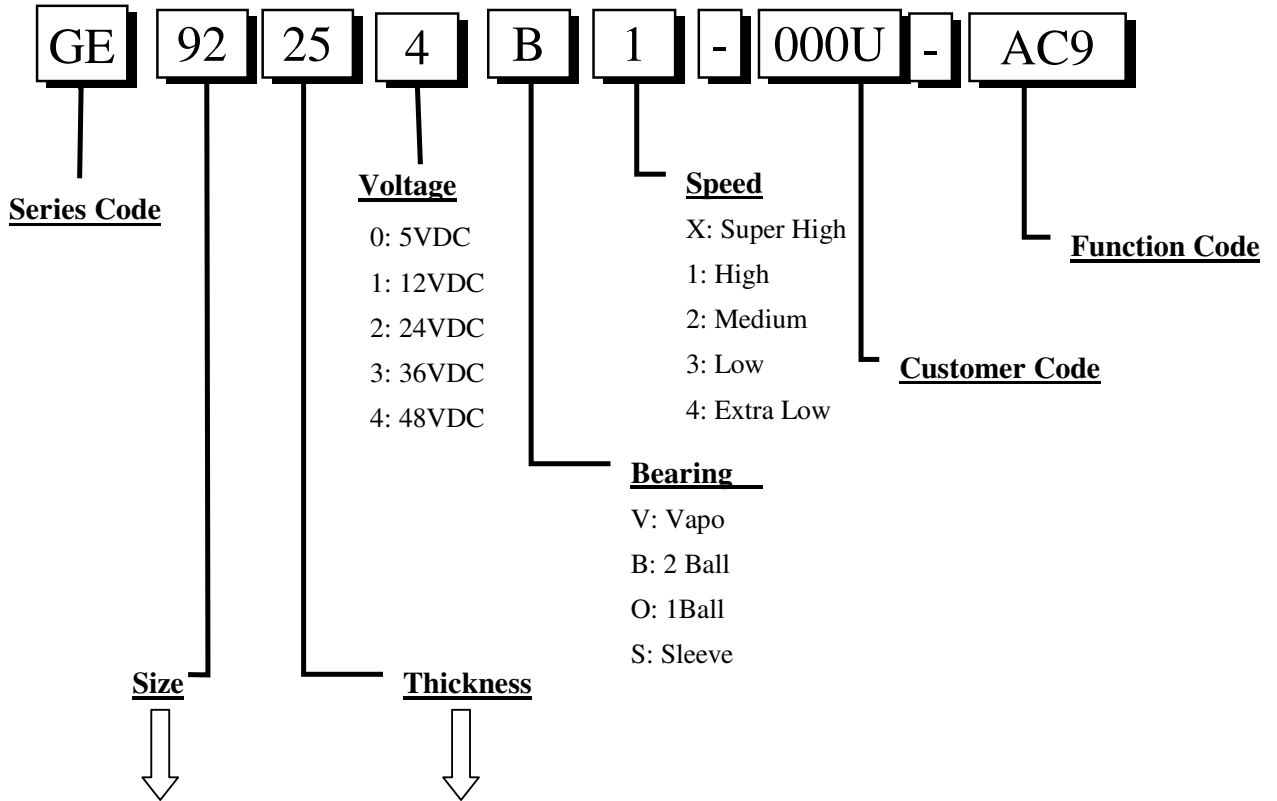 GE 92 25 4 B 1 - 000U - AC9
Series Code
Voltage
0: 5VDC
1: 12VDC
2: 24VDC
3: 36VDC
4: 48VDC
Speed
X: Super High
1: High
2: Medium
3: Low
4: Extra Low
Function Code
Customer Code
Bearing
V: Vapo
B: 2 Ball
O: 1Ball
S: Sleeve
Size
Thickness